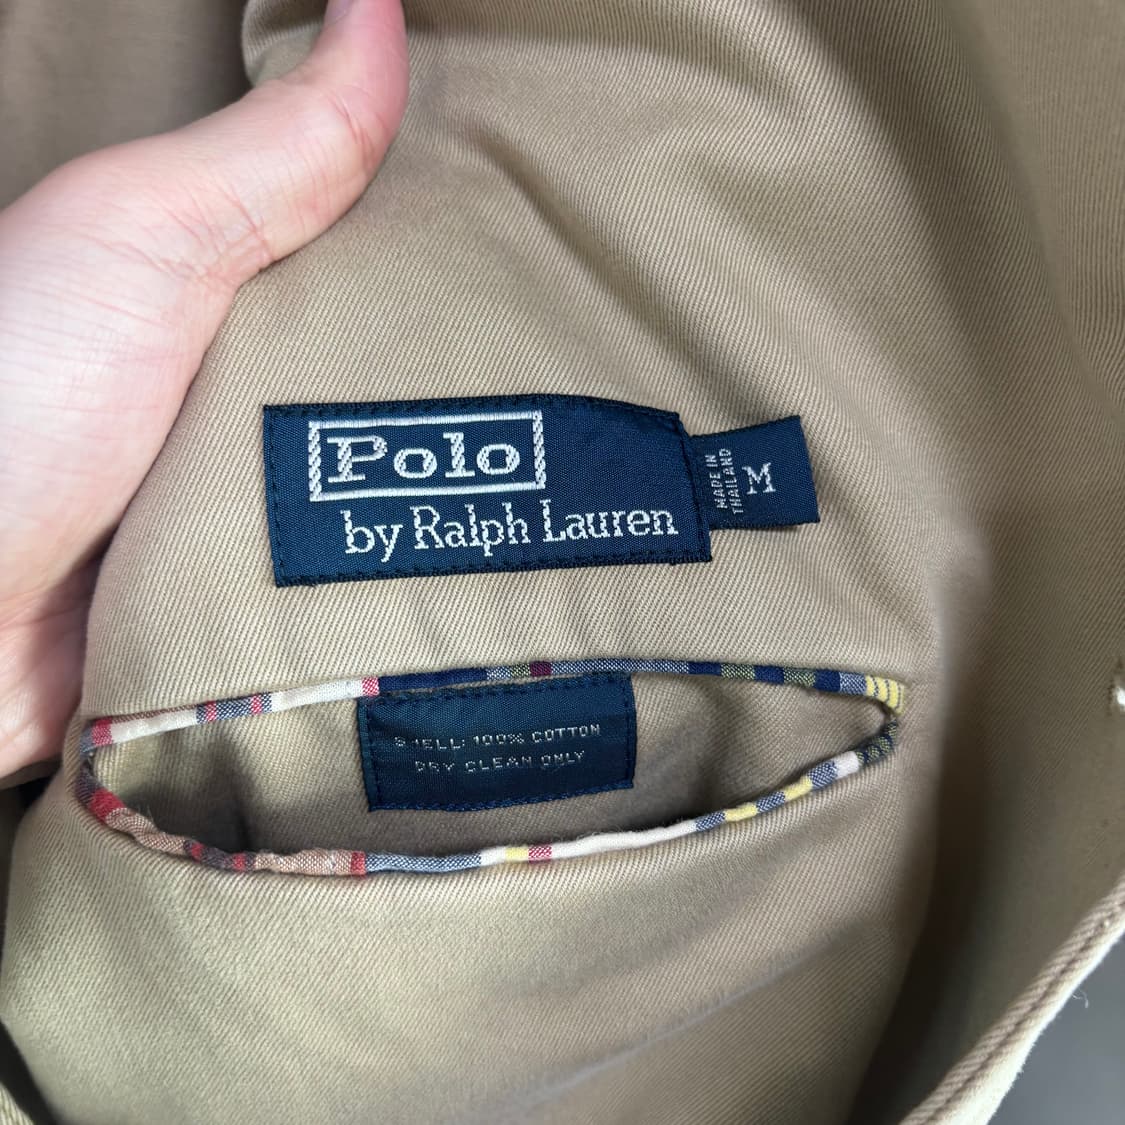 Polo
by Ralph Lauren
MADE IN
THAILAND
M
SHELL: 100% COTTON
DRY CLEAN ONLY